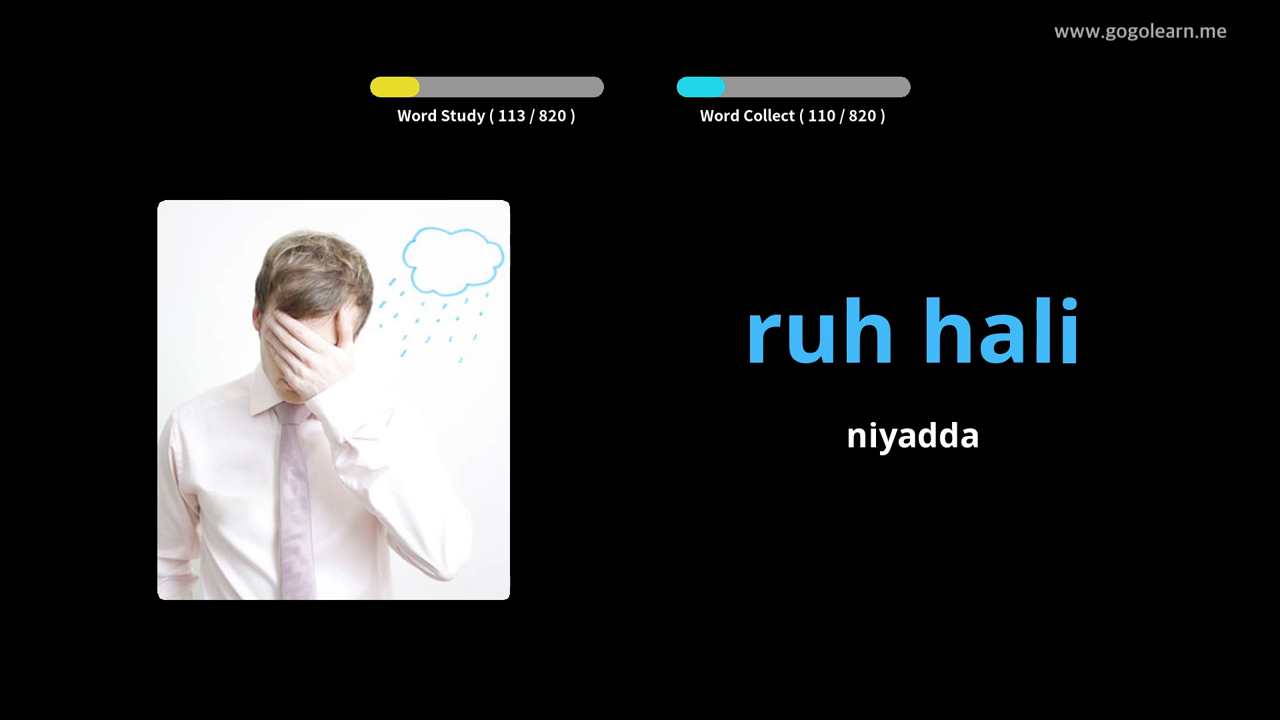 www.gogolearn.me
Word Study ( 113 / 820 )
Word Collect ( 110 / 820 )
ruh hali
niyadda